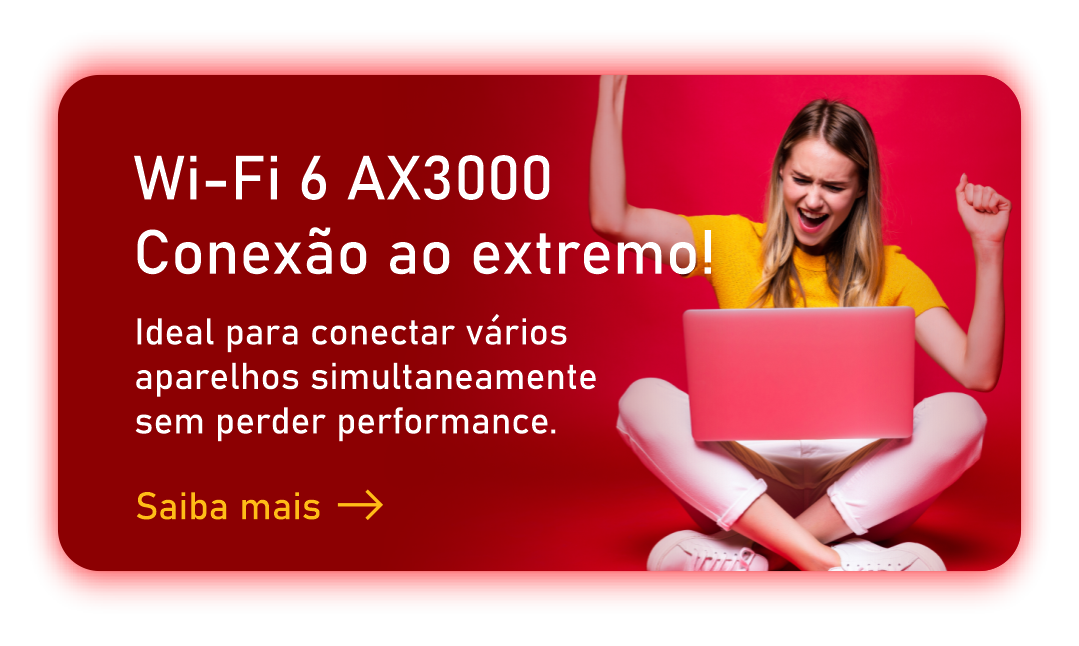 Wi-Fi 6 AX3000
Conexão ao extremo!
Ideal para conectar vários
aparelhos simultaneamente
sem perder performance.
Saiba mais →